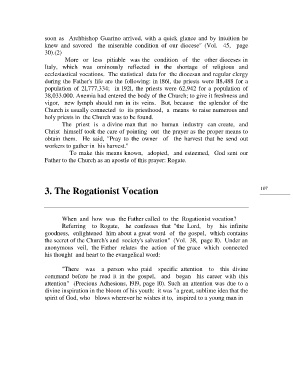 soon as Archbishop Guarino arrived, with a quick glance and by intuition he
knew and savored the miserable condition of our diocese" (Vol. 45, page
30).(2)
More or less pitiable was the condition of the other dioceses in
Italy, which was ominously reflected in the shortage of religious and
ecclesiastical vocations. The statistical data for the diocesan and regular clergy
during the Father's life are the following: in 1861, the priests were 118,488 for a
population of 21,777,334; in 1921, the priests were 62,942 for a population of
38,033.000. Anemia had entered the body of the Church; to give it freshness and
vigor, new lymph should run in its veins. But, because the splendor of the
Church is usually connected to its priesthood, a means to raise numerous and
holy priests in the Church was to be found.
The priest is a divine man that no human industry can create, and
Christ himself took the care of pointing out the prayer as the proper means to
obtain them. He said, "Pray to the owner of the harvest that he send out
workers to gather in his harvest."
To make this means known, adopted, and esteemed, God sent our
Father to the Church as an apostle of this prayer: Rogate.
3. The Rogationist Vocation
107
When and how was the Father called to the Rogationist vocation?
Referring to Rogate, he confesses that "the Lord, by his infinite
goodness, enlightened him about a great word of the gospel, which contains
the secret of the Church's and society's salvation" (Vol. 38, page 11). Under an
anonymous veil, the Father relates the action of the grace which connected
his thought and heart to the evangelical word:
"There was a person who paid specific attention to this divine
command before he read it in the gospel, and began his career with this
attention" (Precious Adhesions, 1919, page 10). Such an attention was due to a
divine inspiration in the bloom of his youth: it was "a great, sublime idea that the
spirit of God, who blows wherever he wishes it to, inspired to a young man in